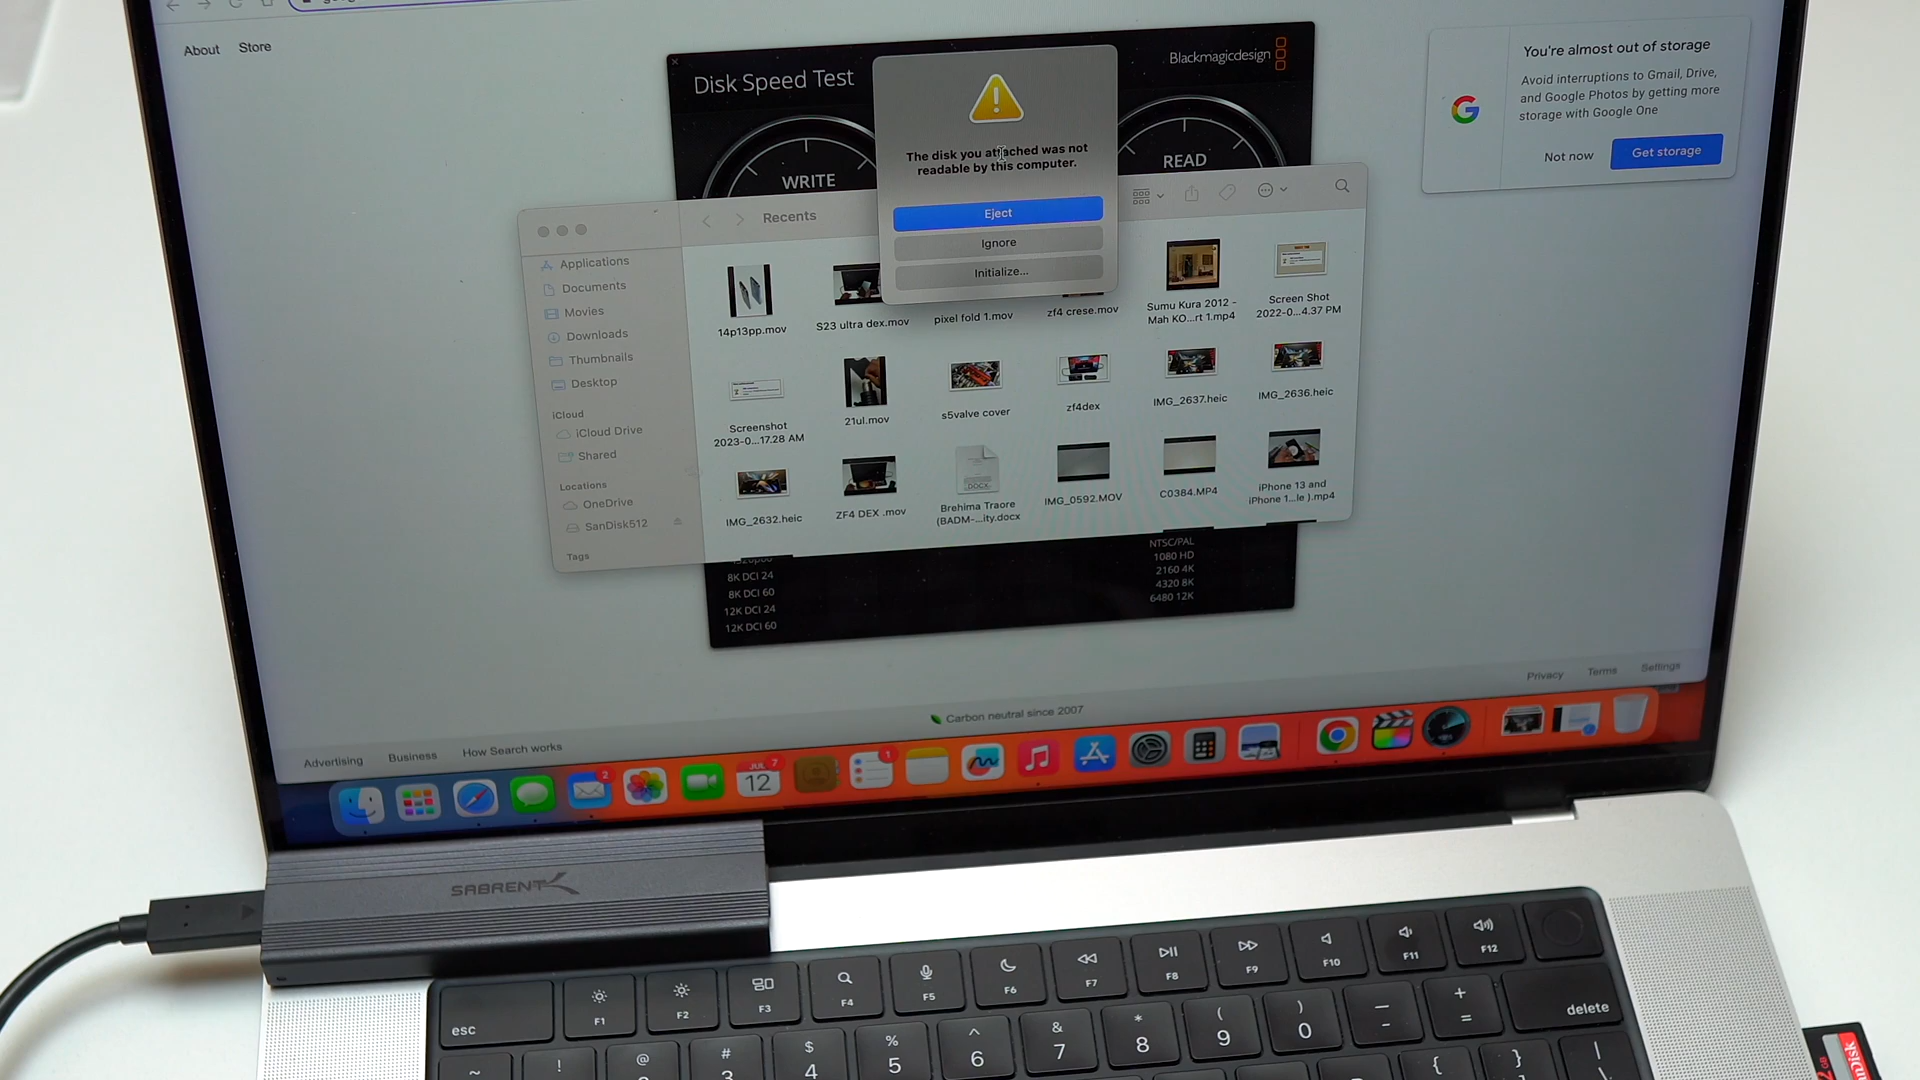 About Store
Disk Speed Test
Blackmagicdesign
WRITE
READ
The disk you attached was not
readable by this computer.
Eject
Ignore
Initialize...
You're almost out of storage
Avoid interruptions to Gmail, Drive,
and Google Photos by getting more
storage with Google One
Not now
Get storage
Recents
Applications
Documents
Movies
Downloads
Thumbnails
Desktop
iCloud
iCloud Drive
Shared
Locations
OneDrive
SanDisk512
Tags
14p13pp.mov
S23 ultra dex.mov
pixel fold 1.mov
zf4 crese.mov
Sumu Kura 2012 -
Mah KO...rt 1.mp4
Screen Shot
2022-0...4.37 PM
Screenshot
2023-0...17.28 AM
21ul.mov
s5valve cover
zf4dex
IMG_2637.heic
IMG_2636.heic
IMG_2632.heic
ZF4 DEX .mov
DOCX
Brehima Traore
(BADM-...ity.docx
IMG_0592.MOV
C0384.MP4
iPhone 13 and
iPhone 1...le ).mp4
8K DCI 24
8K DCI 60
12K DCI 24
12K DCI 60
NTSC/PAL
1080 HD
2160 4K
4320 8K
6480 12K
Carbon neutral since 2007
Advertising Business How Search works
Privacy Terms Settings
2
JUL 7
12
1
SABRENT
esc
F1
F2
F3
F4
F5
F6
F7
F8
F9
F10
F11
F12
~
!
@
#
3
$
4
%
5
^
6
&
7
*
8
(
9
)
0
—
-
+
=
delete
{
}
|